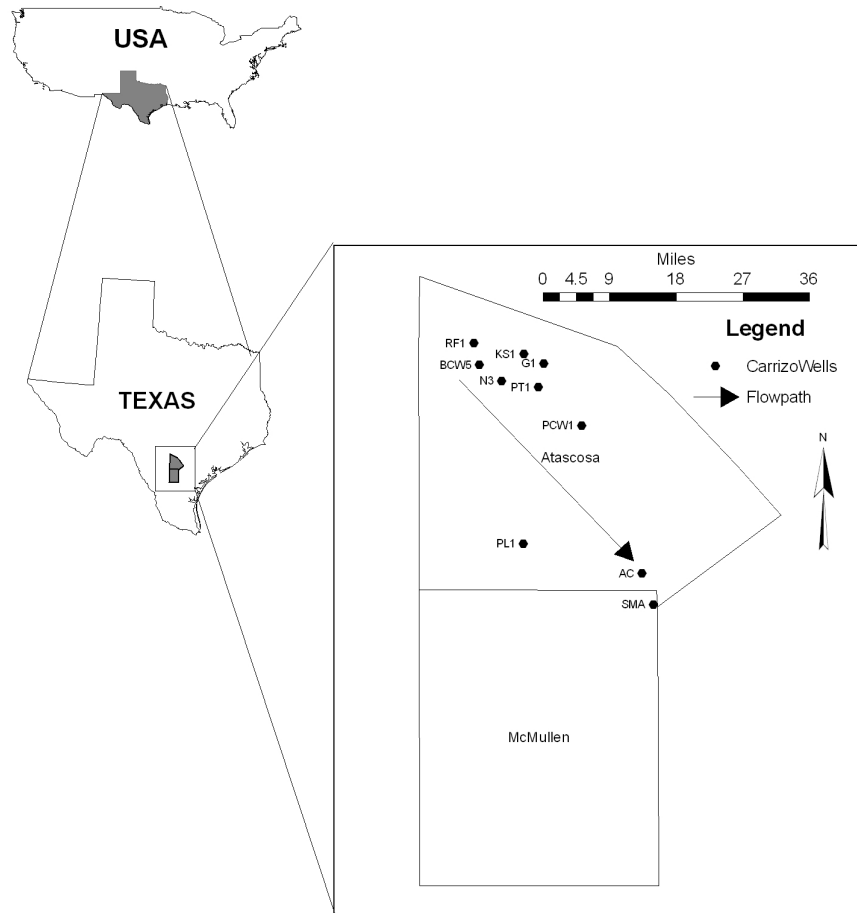 USA
TEXAS
Miles
0 4.5 9 18 27 36
Legend
CarrizoWells
Flowpath
N
RF1
KS1
BCW5
G1
N3
PT1
PCW1
Atascosa
PL1
AC
SMA
McMullen